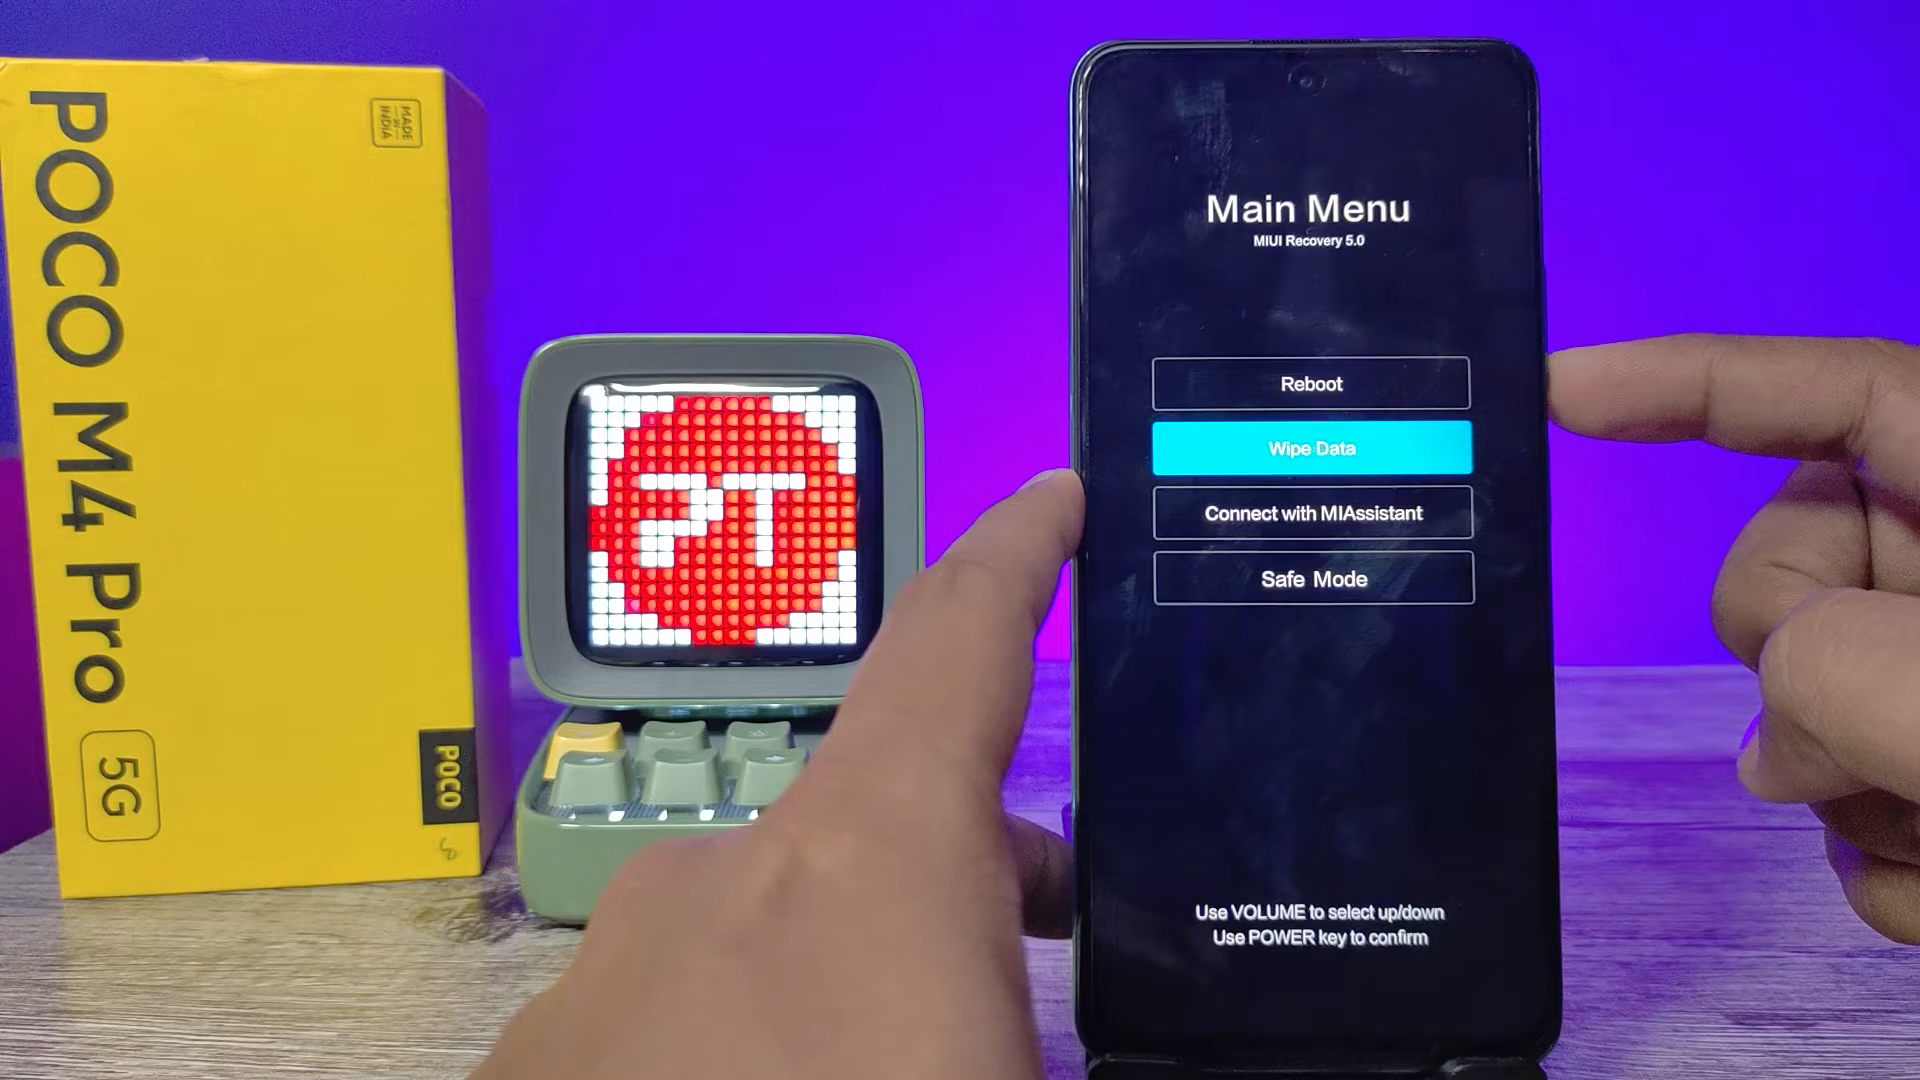 POCO M4 Pro 5G
MADE
IN
INDIA
POCO
PT
Main Menu
MIUI Recovery 5.0
Reboot
Wipe Data
Connect with MIAssistant
Safe Mode
Use VOLUME to select up/down
Use POWER key to confirm